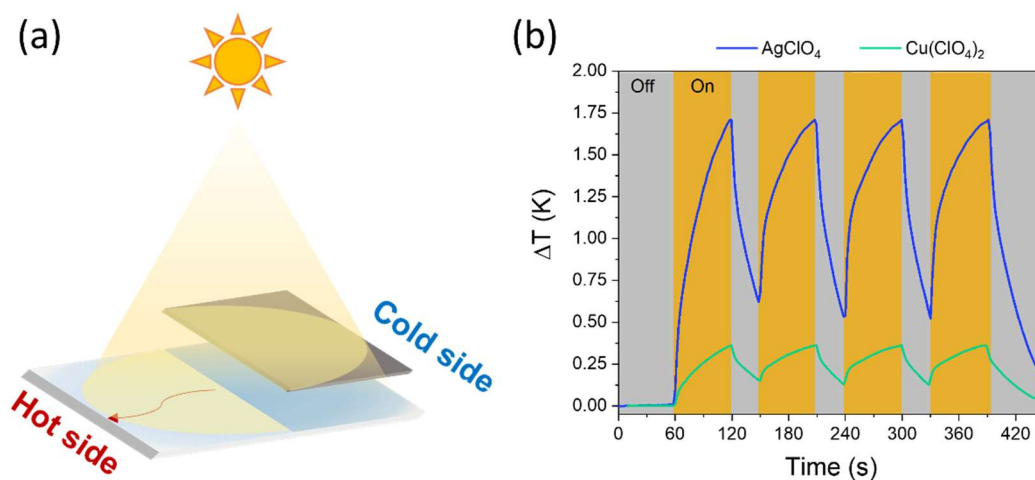 (a)
Hot side
Cold side
(b)
AgClO₄ Cu(ClO₄)₂
2.00
1.75
1.50
1.25
1.00
0.75
0.50
0.25
0.00
ΔT (K)
Off On
0 60 120 180 240 300 360 420
Time (s)